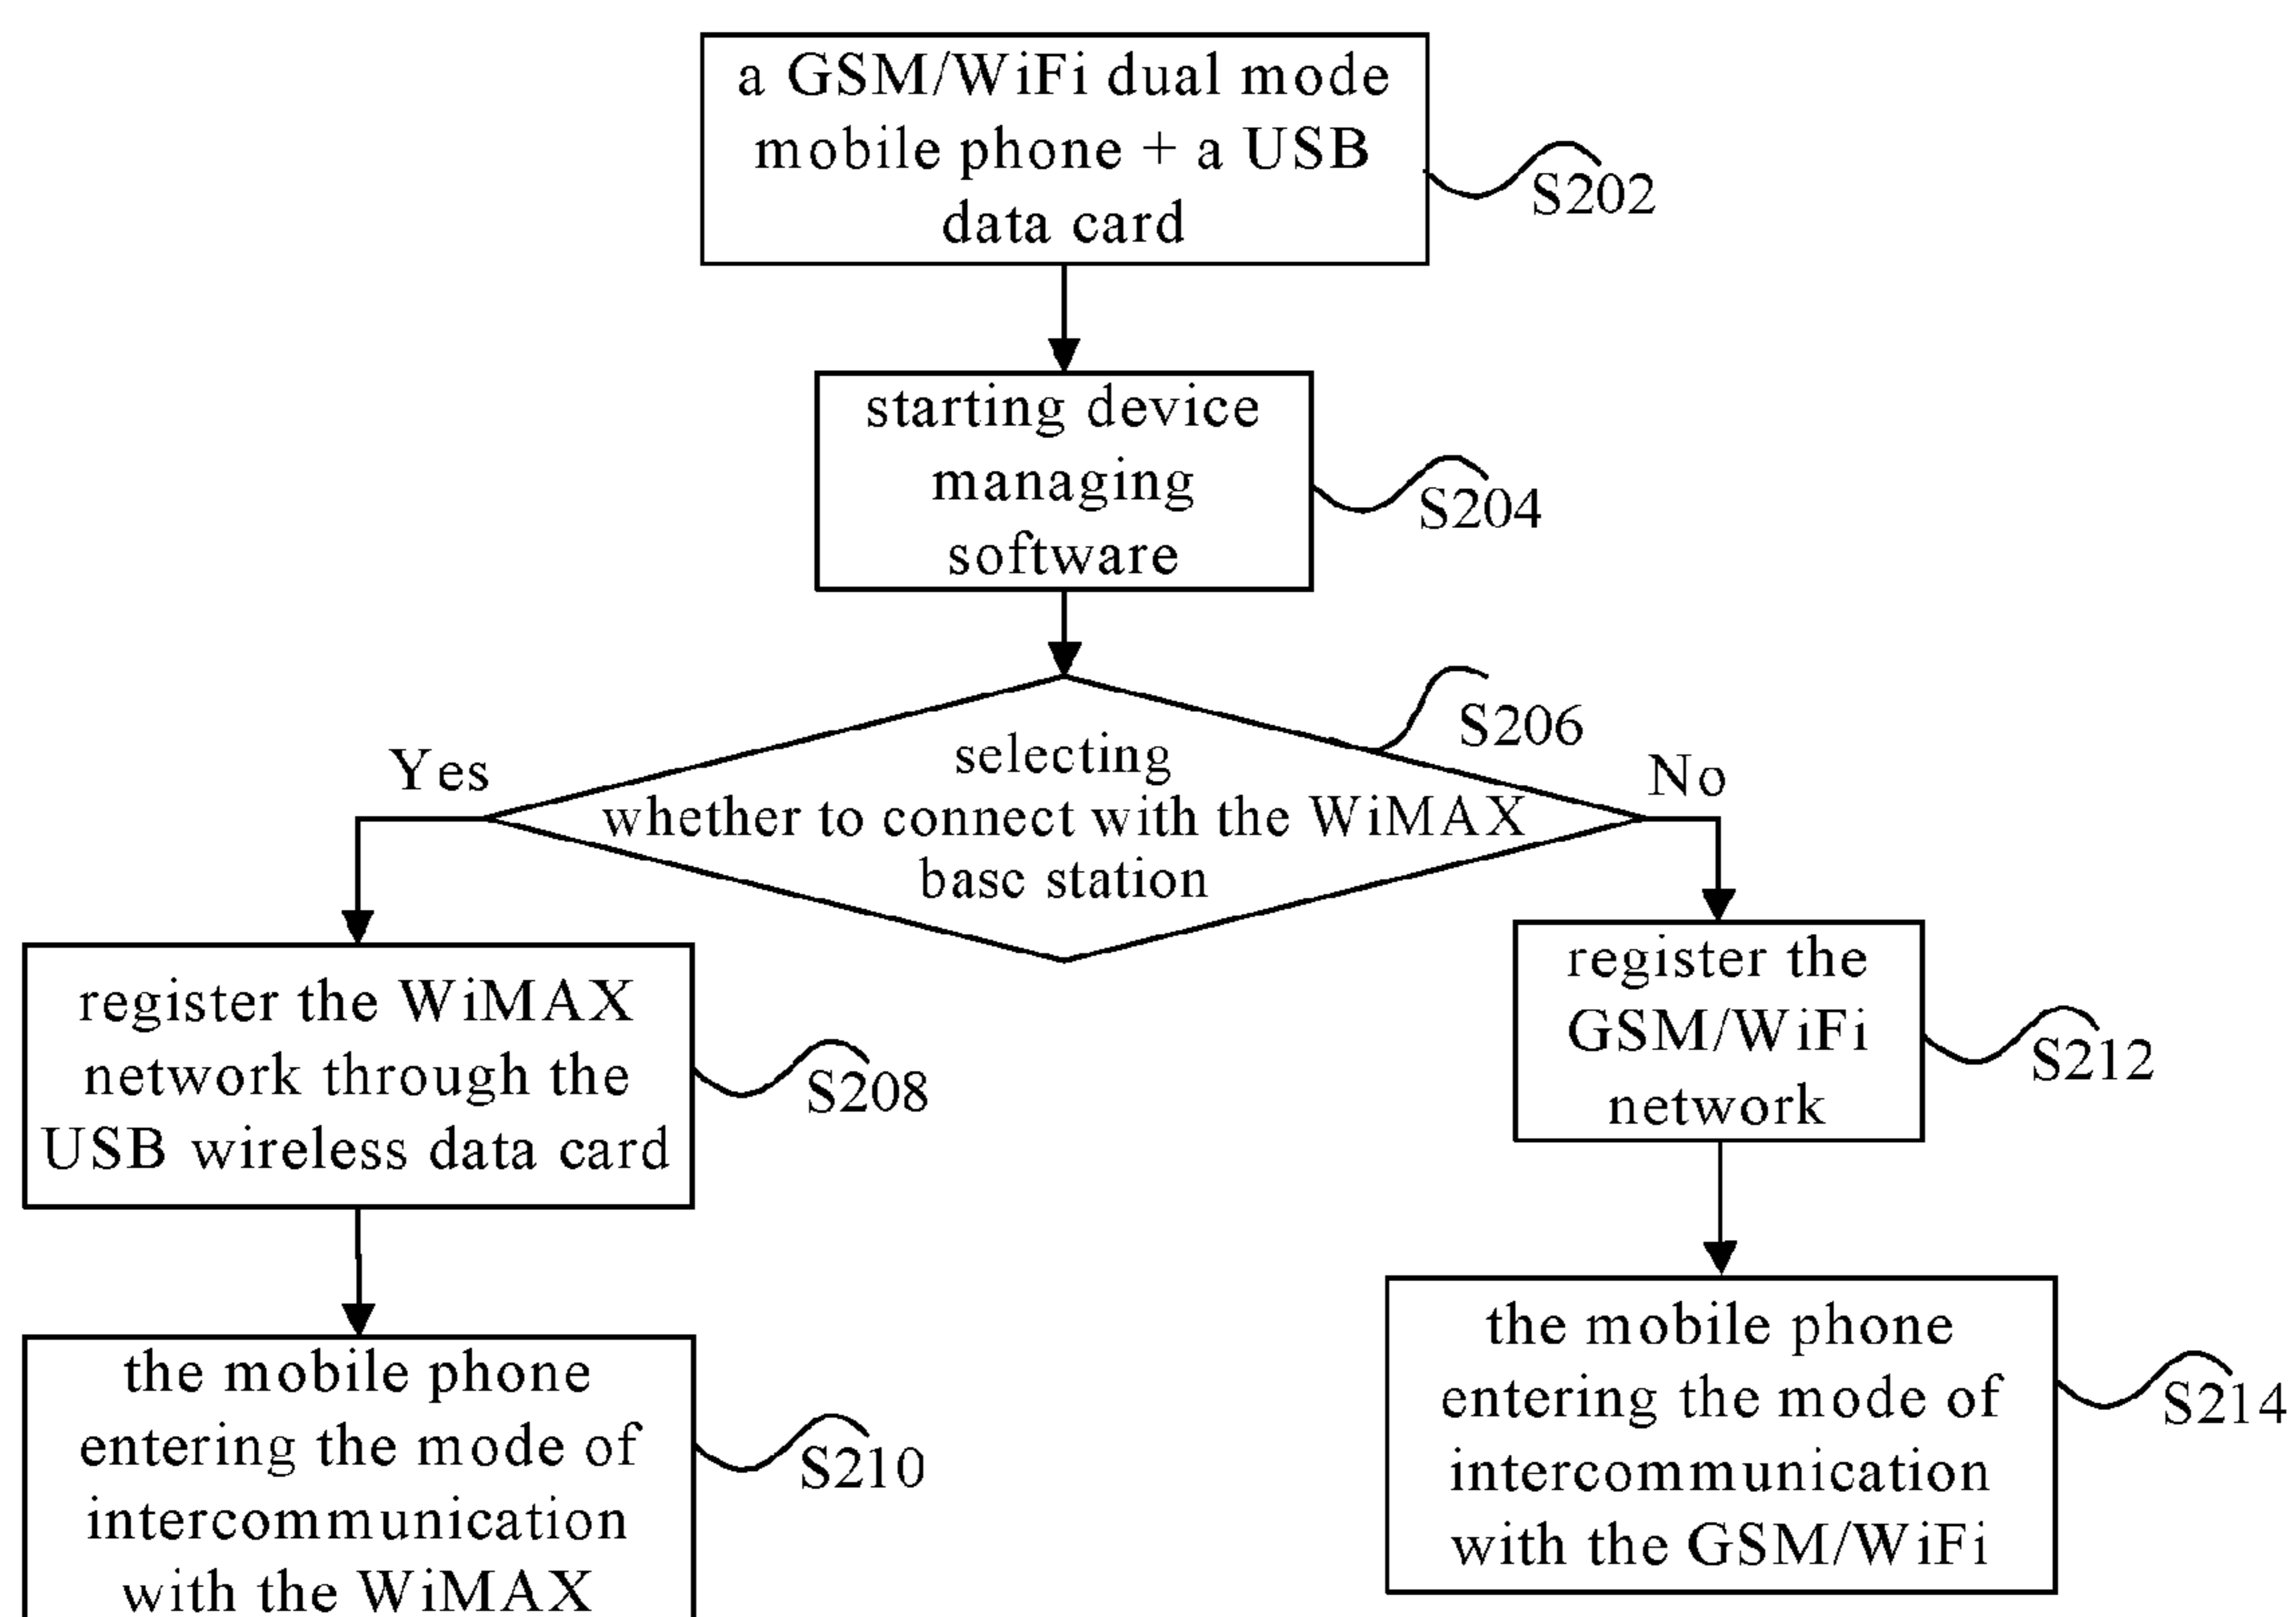 a GSM/WiFi dual mode
mobile phone + a USB
data card
S202
starting device
managing
software
S204
selecting
whether to connect with the WiMAX
base station
S206
Yes
No
register the WiMAX
network through the
USB wireless data card
S208
register the
GSM/WiFi
network
S212
the mobile phone
entering the mode of
intercommunication
with the WiMAX
S210
the mobile phone
entering the mode of
intercommunication
with the GSM/WiFi
S214